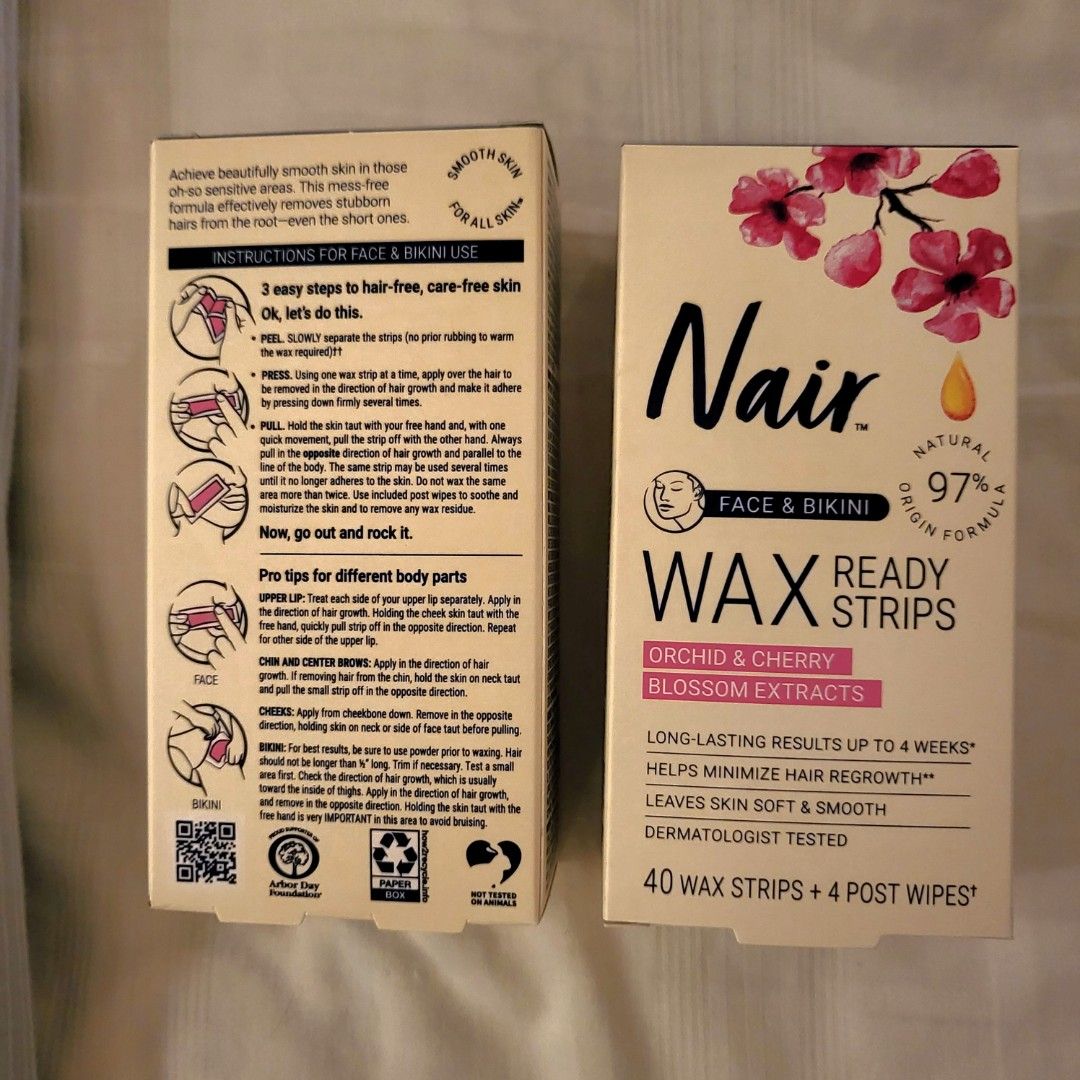 Achieve beautifully smooth skin in those
oh-so sensitive areas. This mess-free
formula effectively removes stubborn
hairs from the root—even the short ones.
SMOOTH SKIN
FOR ALL SKIN
INSTRUCTIONS FOR FACE & BIKINI USE
3 easy steps to hair-free, care-free skin
Ok, let's do this.
• PEEL. SLOWLY separate the strips (no prior rubbing to warm
the wax required)††
• PRESS. Using one wax strip at a time, apply over the hair to
be removed in the direction of hair growth and make it adhere
by pressing down firmly several times.
• PULL. Hold the skin taut with your free hand and, with one
quick movement, pull the strip off with the other hand. Always
pull in the opposite direction of hair growth and parallel to the
line of the body. The same strip may be used several times
until it no longer adheres to the skin. Do not wax the same
area more than twice. Use included post wipes to soothe and
moisturize the skin and to remove any wax residue.
Now, go out and rock it.
Pro tips for different body parts
UPPER LIP: Treat each side of your upper lip separately. Apply in
the direction of hair growth. Holding the cheek skin taut with the
free hand, quickly pull strip off in the opposite direction. Repeat
for other side of the upper lip.
FACE
CHIN AND CENTER BROWS: Apply in the direction of hair
growth. If removing hair from the chin, hold the skin on neck taut
and pull the small strip off in the opposite direction.
CHEEKS: Apply from cheekbone down. Remove in the opposite
direction, holding skin on neck or side of face taut before pulling.
BIKINI: For best results, be sure to use powder prior to waxing. Hair
should not be longer than ½" long. Trim if necessary. Test a small
area first. Check the direction of hair growth, which is usually
toward the inside of thighs. Apply in the direction of hair growth,
and remove in the opposite direction. Holding the skin taut with the
free hand is very IMPORTANT in this area to avoid bruising.
BIKINI
PROUD SUPPORTER OF
Arbor Day
Foundation
PAPER
BOX
how2recycle.info
NOT TESTED
ON ANIMALS
Nair™
NATURAL
97%
ORIGIN FORMULA
FACE & BIKINI
WAX READY
STRIPS
ORCHID & CHERRY
BLOSSOM EXTRACTS
LONG-LASTING RESULTS UP TO 4 WEEKS*
HELPS MINIMIZE HAIR REGROWTH**
LEAVES SKIN SOFT & SMOOTH
DERMATOLOGIST TESTED
40 WAX STRIPS + 4 POST WIPES†